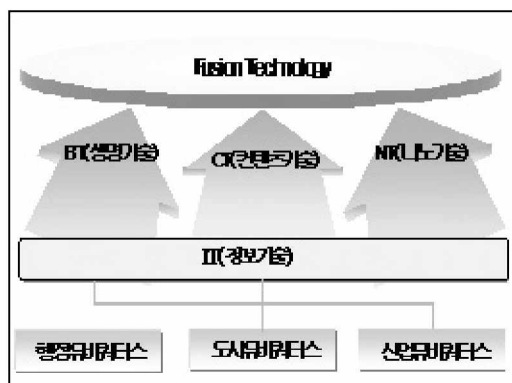 Fusion Technology
BT(생명기술)
NT(나노기술)
IT(정보기술)
행정유비쿼터스
도시유비쿼터스
산업유비쿼터스